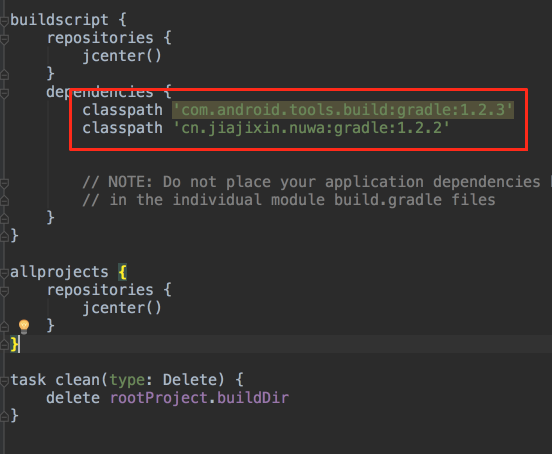 buildscript {
repositories {
jcenter()
}
dependencies {
classpath 'com.android.tools.build:gradle:1.2.3'
classpath 'cn.jiajixin.nuwa:gradle:1.2.2'
// NOTE: Do not place your application dependencies
// in the individual module build.gradle files
}
}
allprojects {
repositories {
jcenter()
}
}
task clean(type: Delete) {
delete rootProject.buildDir
}